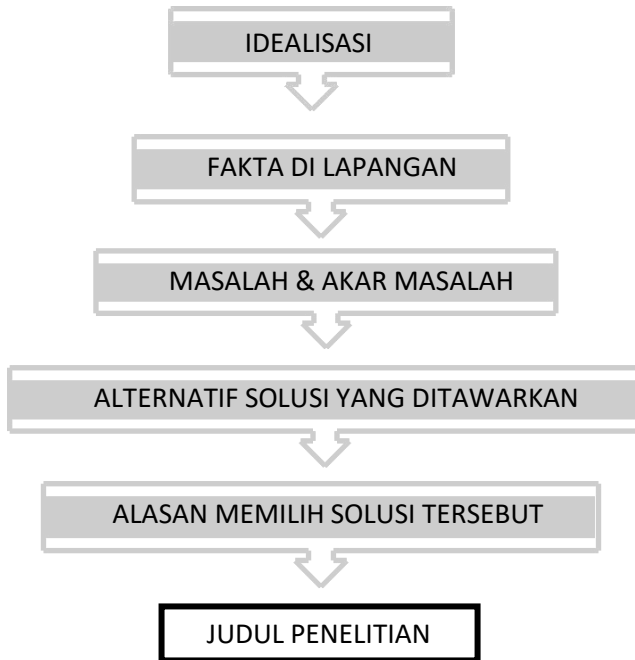 IDEALISASI
FAKTA DI LAPANGAN
MASALAH & AKAR MASALAH
ALTERNATIF SOLUSI YANG DITAWARKAN
ALASAN MEMILIH SOLUSI TERSEBUT
JUDUL PENELITIAN